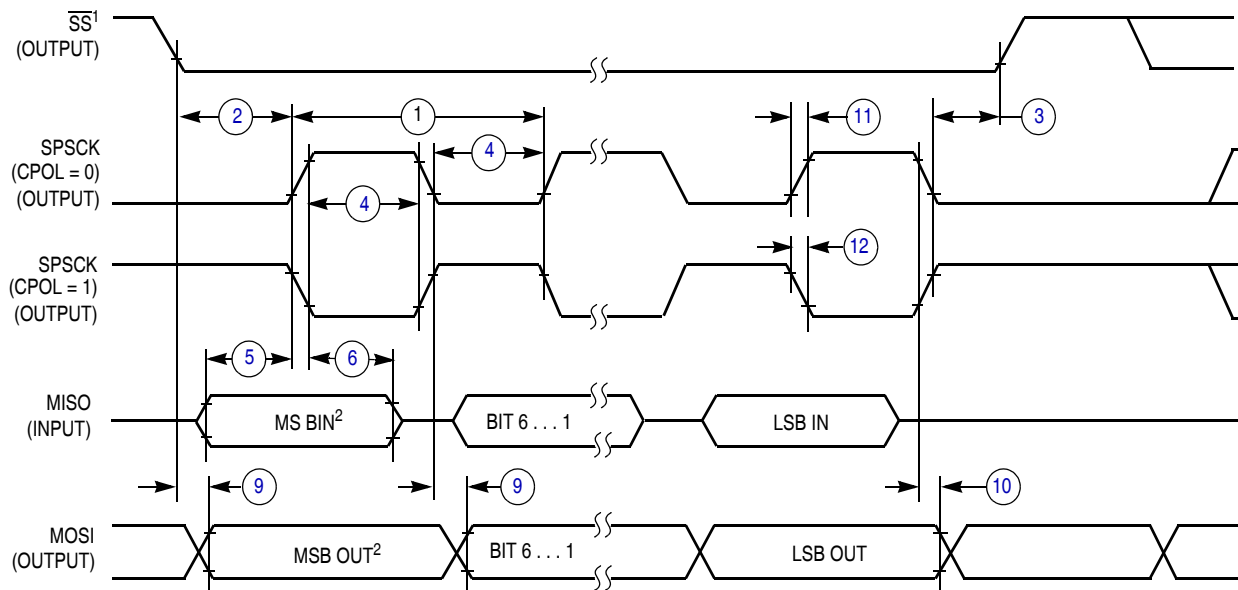 SS¹
(OUTPUT)
2
1
11
3
SPSCK
(CPOL = 0)
(OUTPUT)
4
4
SPSCK
(CPOL = 1)
(OUTPUT)
12
5
6
MISO
(INPUT)
MS BIN²
BIT 6 . . . 1
LSB IN
9
9
10
MOSI
(OUTPUT)
MSB OUT²
BIT 6 . . . 1
LSB OUT